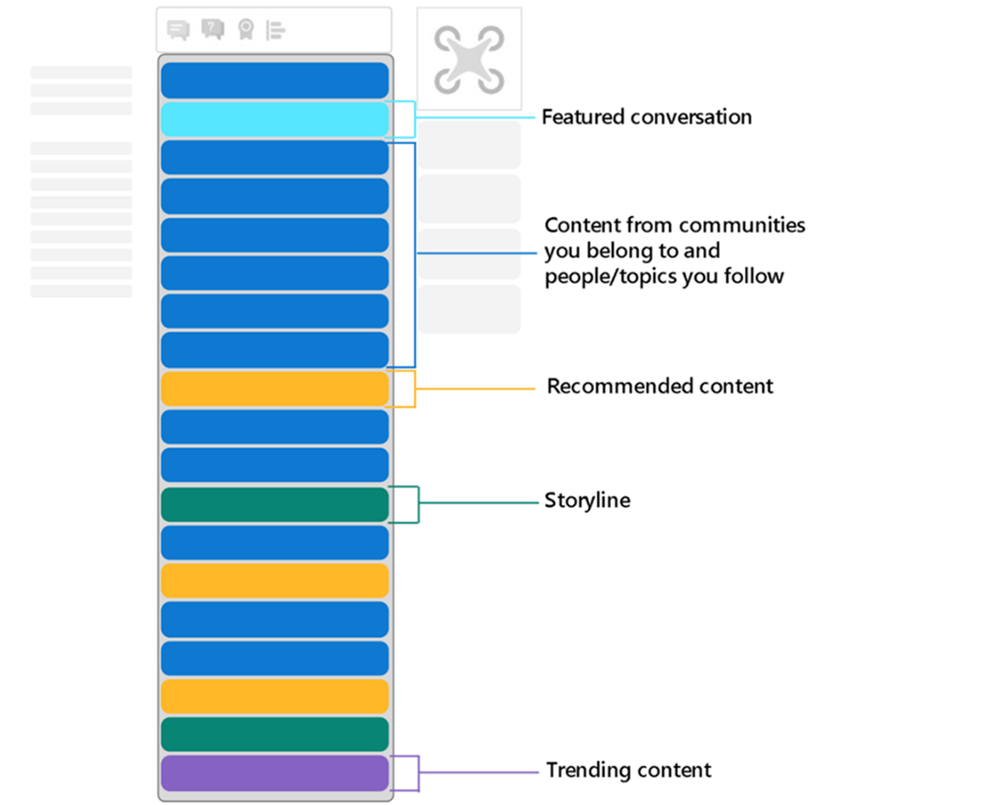 ?
Featured conversation
Content from communities
you belong to and
people/topics you follow
Recommended content
Storyline
Trending content